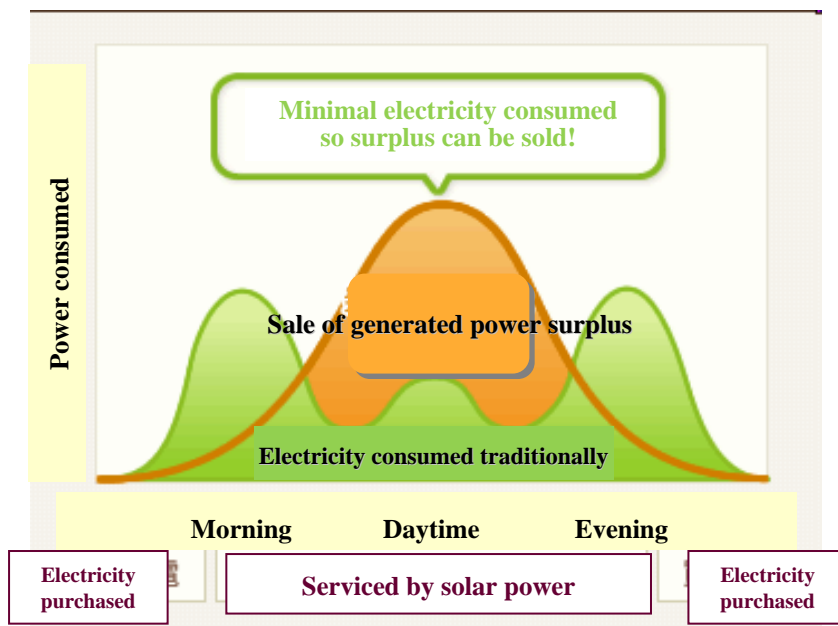 Minimal electricity consumed
so surplus can be sold!
Power consumed
Sale of generated power surplus
Electricity consumed traditionally
Morning Daytime Evening
Electricity
purchased
Serviced by solar power
Electricity
purchased